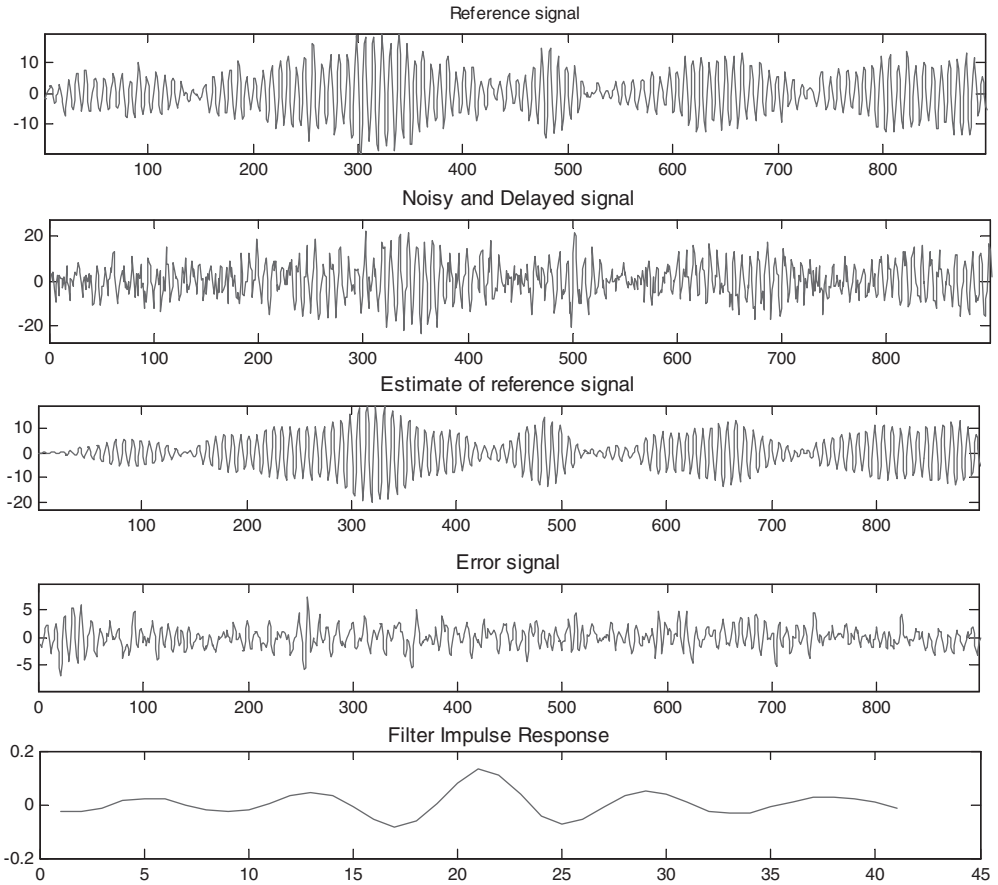 Reference signal
10
0
-10
100 200 300 400 500 600 700 800
Noisy and Delayed signal
20
0
-20
0 100 200 300 400 500 600 700 800
Estimate of reference signal
10
0
-10
-20
100 200 300 400 500 600 700 800
Error signal
5
0
-5
0 100 200 300 400 500 600 700 800
Filter Impulse Response
0.2
0
-0.2
0 5 10 15 20 25 30 35 40 45